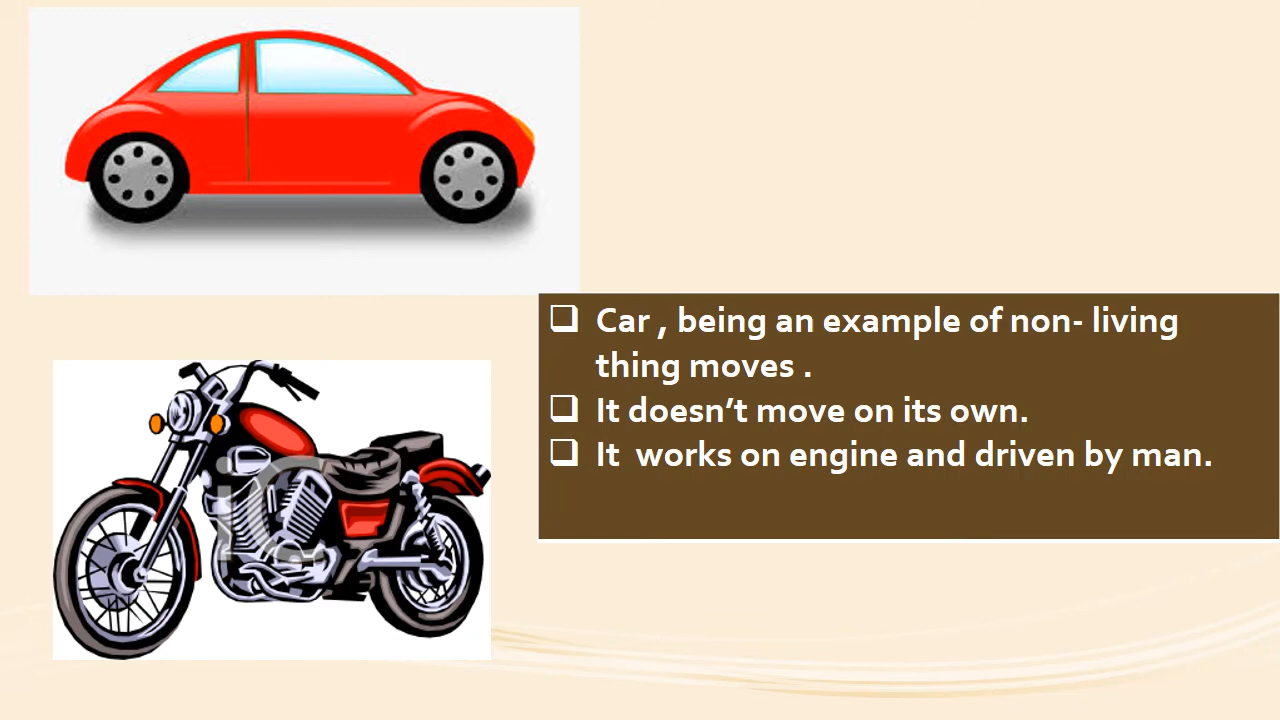 Car , being an example of non- living
thing moves .
It doesn’t move on its own.
It  works on engine and driven by man.
iC